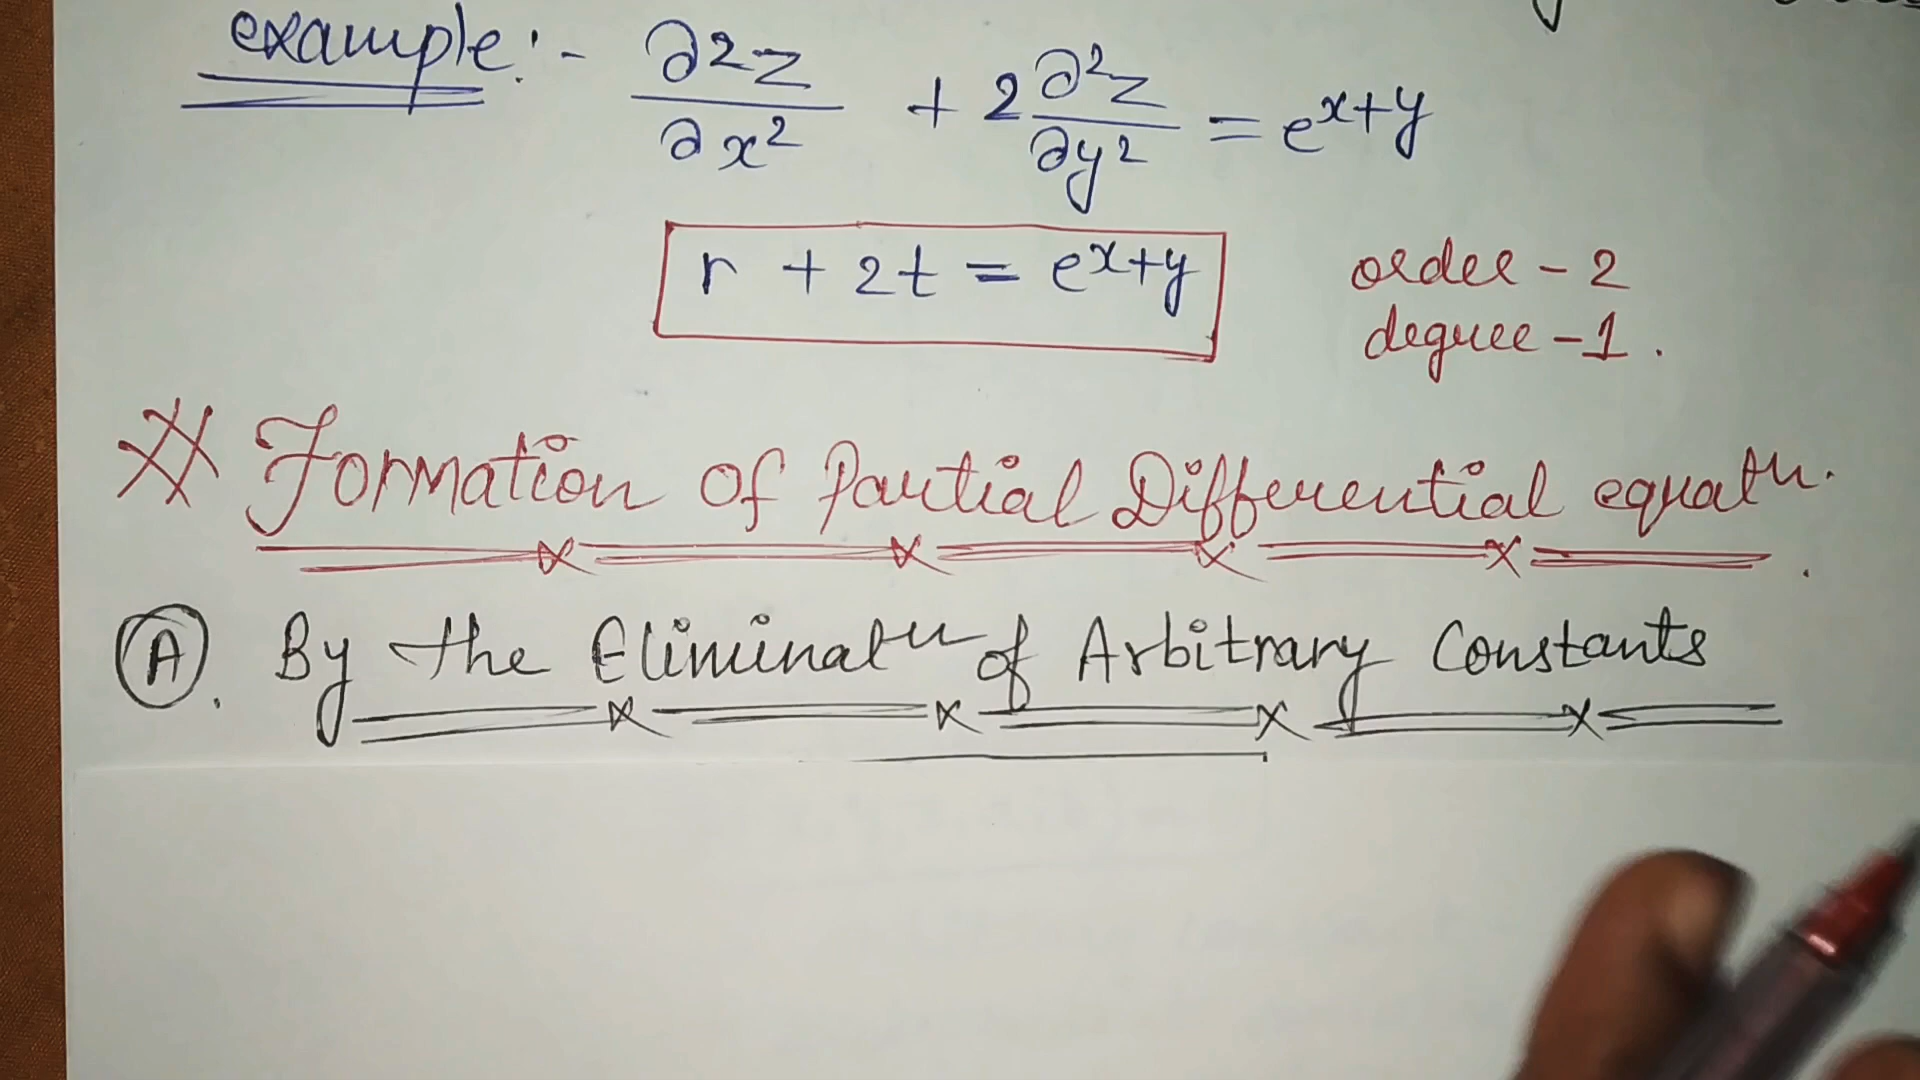 example:- ∂²z/∂x² + 2 ∂²z/∂y² = e^(x+y)
r + 2t = e^(x+y)
order - 2
degree - 1.
Formation of Partial Differential equatn.
(A). By the Eliminatn of Arbitrary Constants